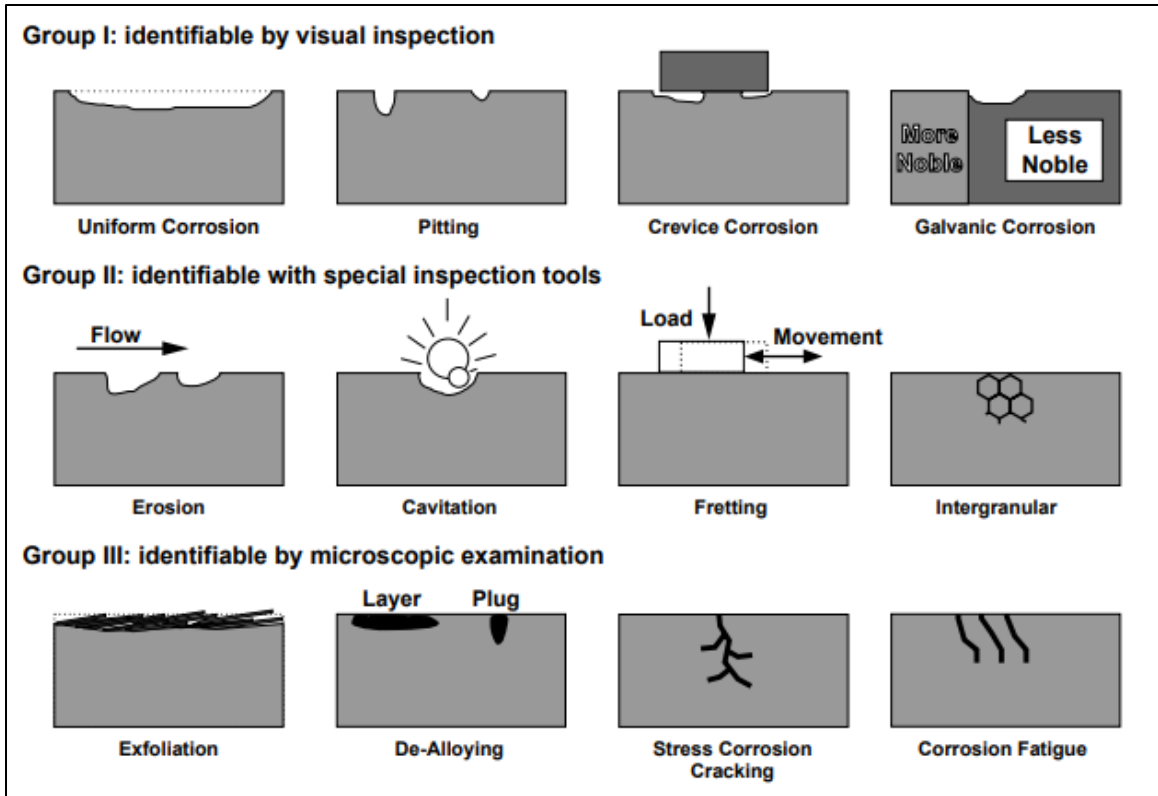 Group I: identifiable by visual inspection
More
Noble
Less
Noble
Uniform Corrosion
Pitting
Crevice Corrosion
Galvanic Corrosion
Group II: identifiable with special inspection tools
Flow
Load
Movement
Erosion
Cavitation
Fretting
Intergranular
Group III: identifiable by microscopic examination
Layer
Plug
Exfoliation
De-Alloying
Stress Corrosion
Cracking
Corrosion Fatigue